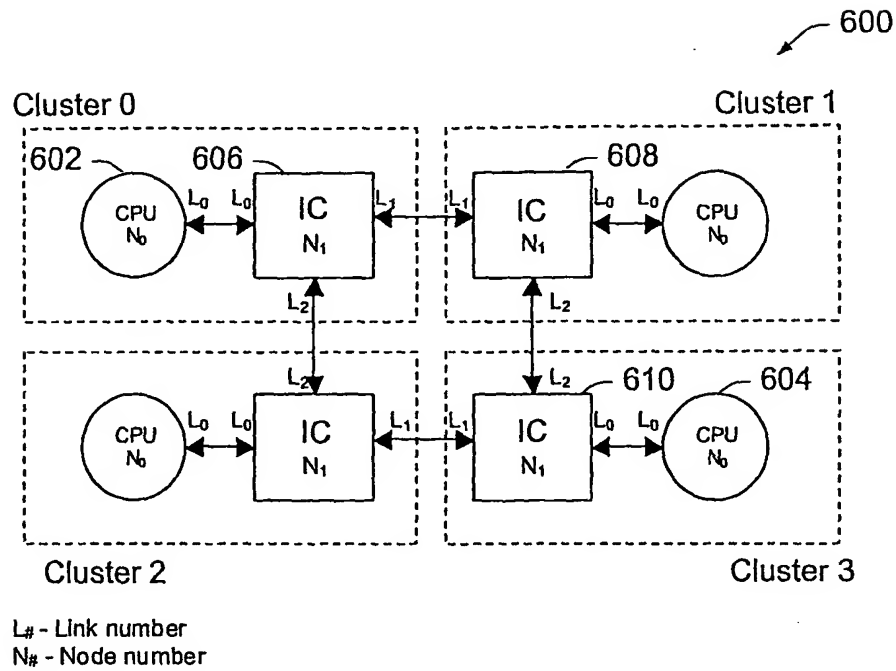 600
Cluster 0
Cluster 1
602
606
608
CPU
N₀
L₀
L₀
IC
N₁
L₁
L₁
IC
N₁
L₀
L₀
CPU
N₀
L₂
L₂
L₂
L₂
610
604
CPU
N₀
L₀
L₀
IC
N₁
L₁
L₁
IC
N₁
L₀
L₀
CPU
N₀
Cluster 2
Cluster 3
L# - Link number
N# - Node number